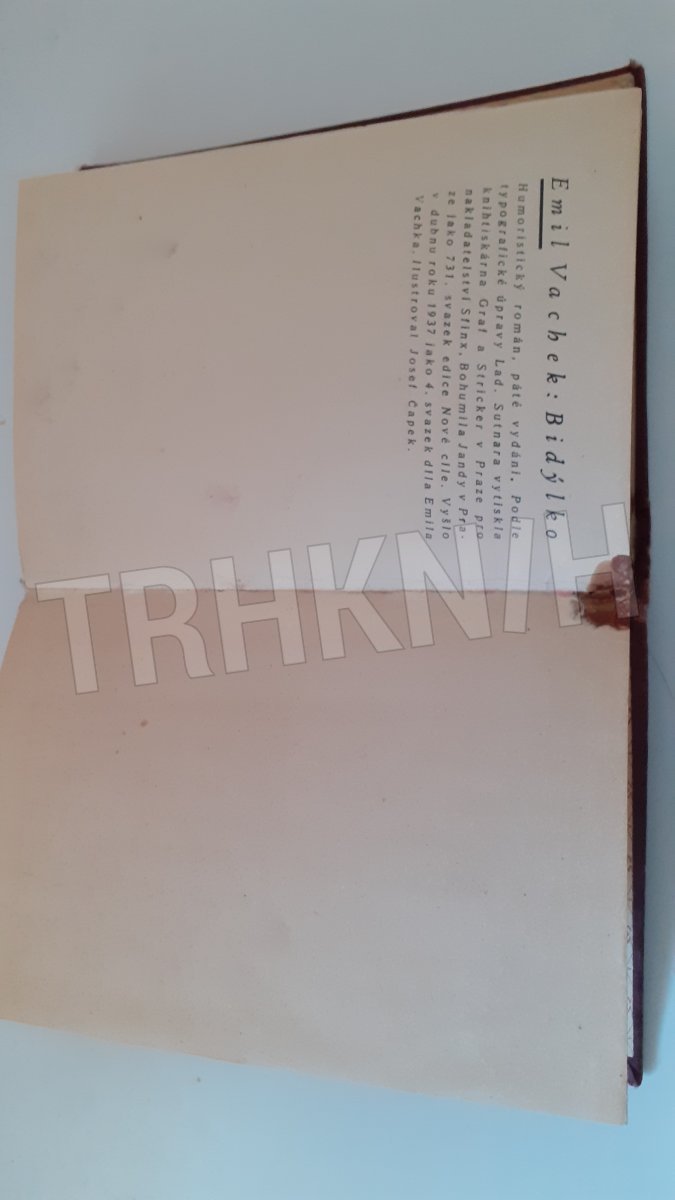 Emil Vachek: Bidýlko
Humoristický román, páté vydání. Podle
typografické úpravy Lad. Sutnara vytiskla
knihtiskárna Graf a Stricker v Praze pro
nakladatelství Sfinx, Bohumila Jandy v Pra-
ze jako 731. svazek edice Nové cíle. Vyšlo
v dubnu roku 1937 jako 4. svazek díla Emila
Vachka. Ilustroval Josef Čapek.
TRHKNIH